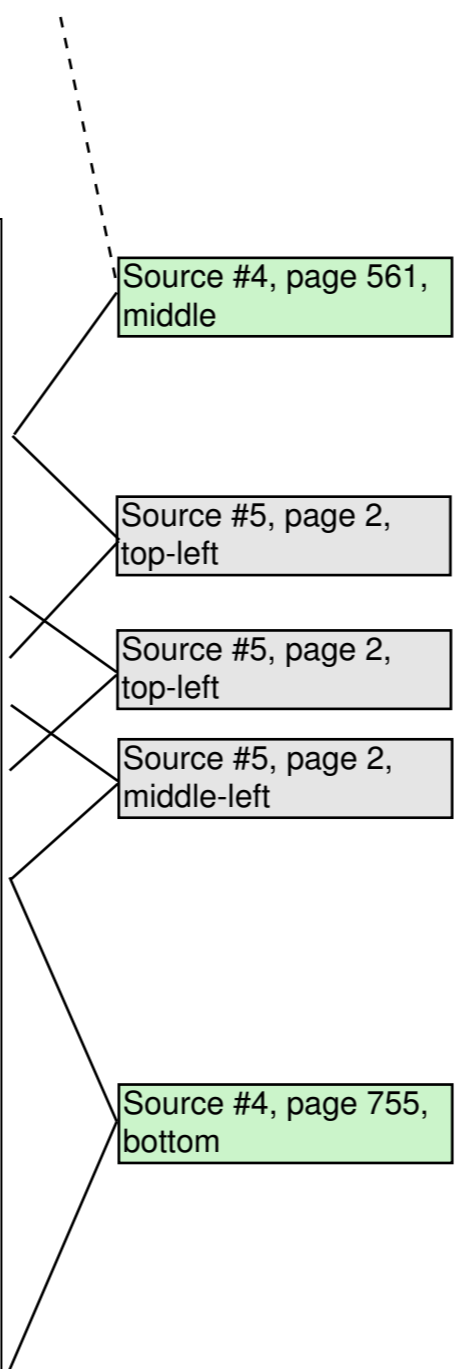 Source #4, page 561,
middle
Source #5, page 2,
top-left
Source #5, page 2,
top-left
Source #5, page 2,
middle-left
Source #4, page 755,
bottom